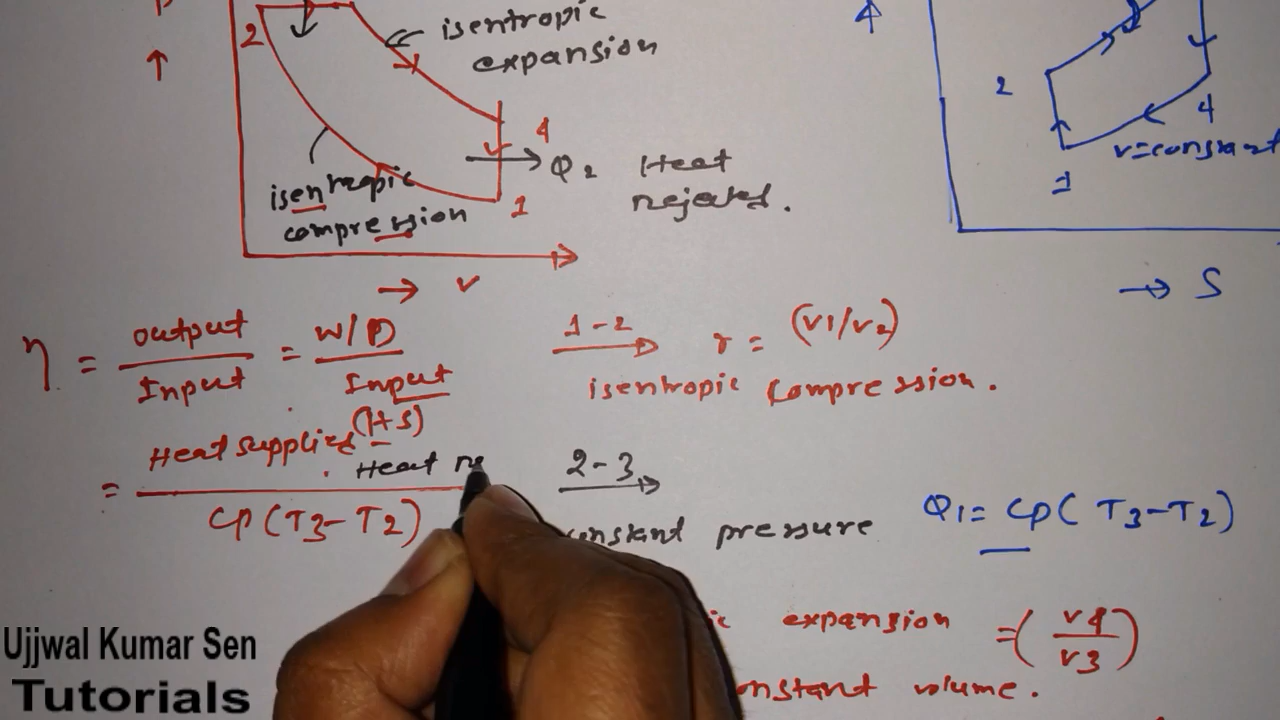 2
isentropic
expansion
4
Q2 Heat
rejected.
isentropic
compression
1
→ v
2
4
v=constant
1
→ S
η = output/Input = W/D/Input
1-2
r = (v1/v2)
isentropic compression.
= Heat supplied (H s)
. Heat re
Cp(T3-T2)
2-3
constant pressure
Q1 = Cp(T3-T2)
expansion = (v4/v3)
constant volume.
Ujjwal Kumar Sen
Tutorials